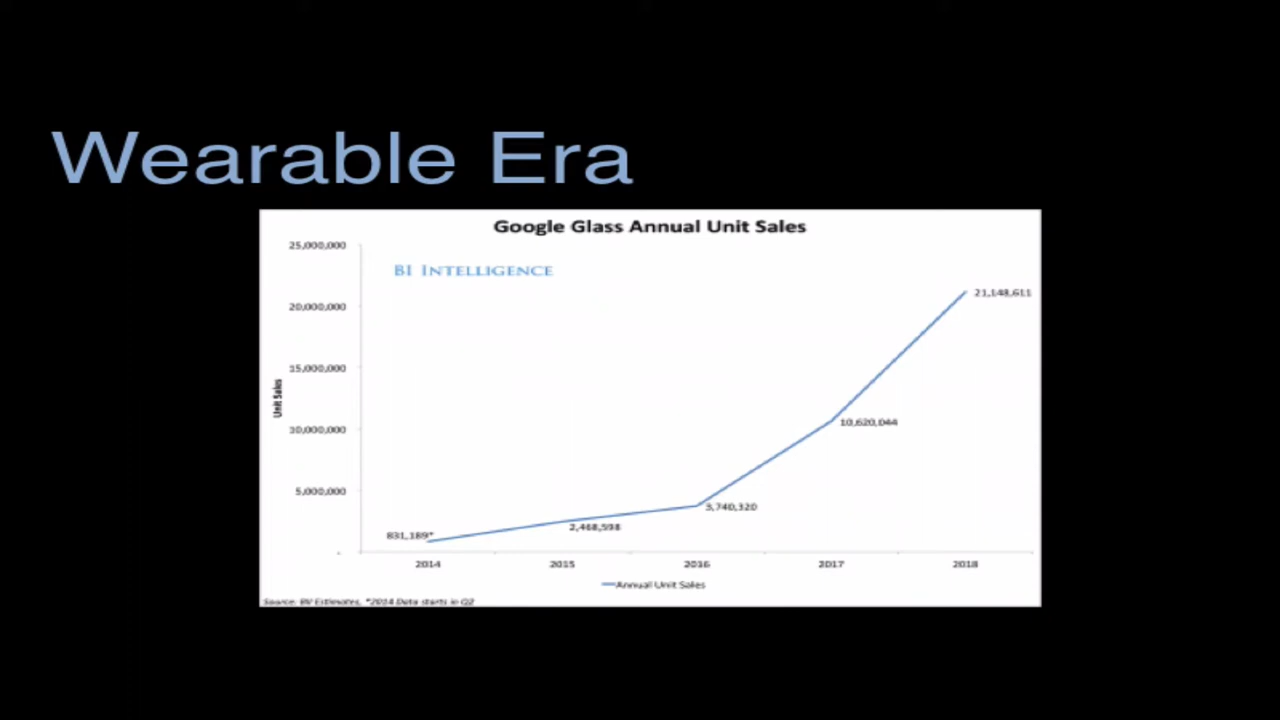 Wearable Era
Google Glass Annual Unit Sales
BI INTELLIGENCE
25,000,000
20,000,000
15,000,000
10,000,000
5,000,000
-
Unit Sales
831,189*
2,468,598
3,740,320
10,620,044
21,148,611
2014 2015 2016 2017 2018
Annual Unit Sales
Source: BII Estimates, *2014 Data starts in Q2